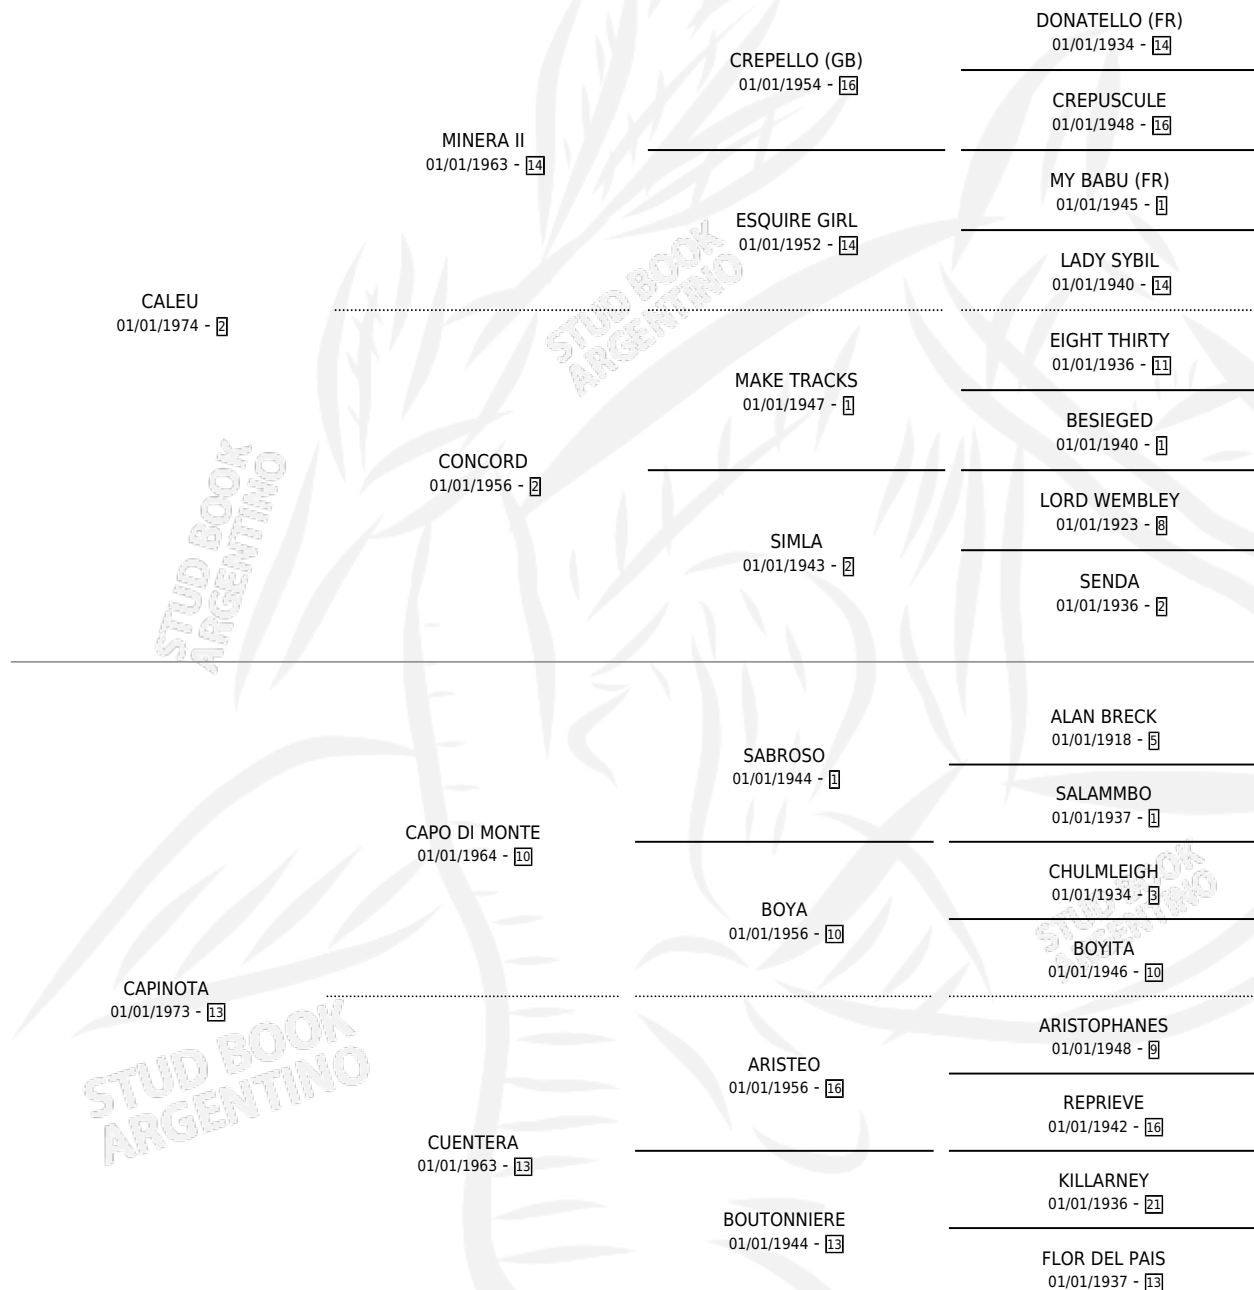 CALEU
01/01/1974 - 2
MINERA II
01/01/1963 - 14
CREPELLO (GB)
01/01/1954 - 16
DONATELLO (FR)
01/01/1934 - 14
CREPUSCULE
01/01/1948 - 16
ESQUIRE GIRL
01/01/1952 - 14
MY BABU (FR)
01/01/1945 - 1
LADY SYBIL
01/01/1940 - 14
CONCORD
01/01/1956 - 2
MAKE TRACKS
01/01/1947 - 1
EIGHT THIRTY
01/01/1936 - 11
BESIEGED
01/01/1940 - 1
SIMLA
01/01/1943 - 2
LORD WEMBLEY
01/01/1923 - 8
SENDA
01/01/1936 - 2
CAPINOTA
01/01/1973 - 13
CAPO DI MONTE
01/01/1964 - 10
SABROSO
01/01/1944 - 1
ALAN BRECK
01/01/1918 - 5
SALAMMBO
01/01/1937 - 1
BOYA
01/01/1956 - 10
CHULMLEIGH
01/01/1934 - 3
BOYITA
01/01/1946 - 10
CUENTERA
01/01/1963 - 13
ARISTEO
01/01/1956 - 16
ARISTOPHANES
01/01/1948 - 9
REPRIEVE
01/01/1942 - 16
BOUTONNIERE
01/01/1944 - 13
KILLARNEY
01/01/1936 - 21
FLOR DEL PAIS
01/01/1937 - 13
STUD BOOK
ARGENTINO
STUD BOOK
ARGENTINO
STUD BOOK
ARGENTINO
STUD BOOK
ARGENTINO